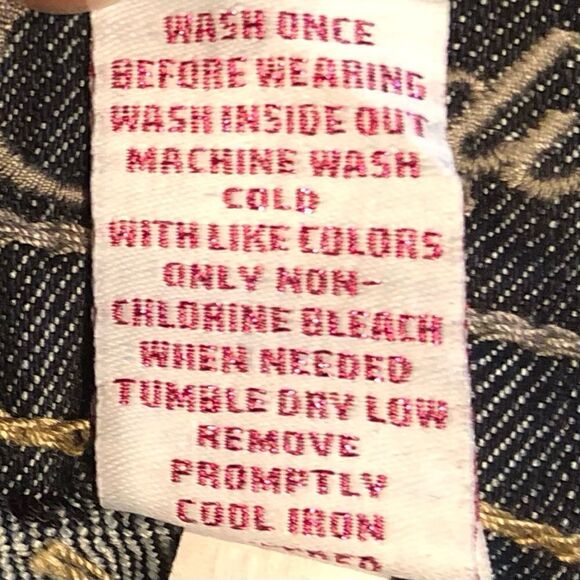 WASH ONCE
BEFORE WEARING
WASH INSIDE OUT
MACHINE WASH
COLD
WITH LIKE COLORS
ONLY NON-
CHLORINE BLEACH
WHEN NEEDED
TUMBLE DRY LOW
REMOVE
PROMPTLY
COOL IRON